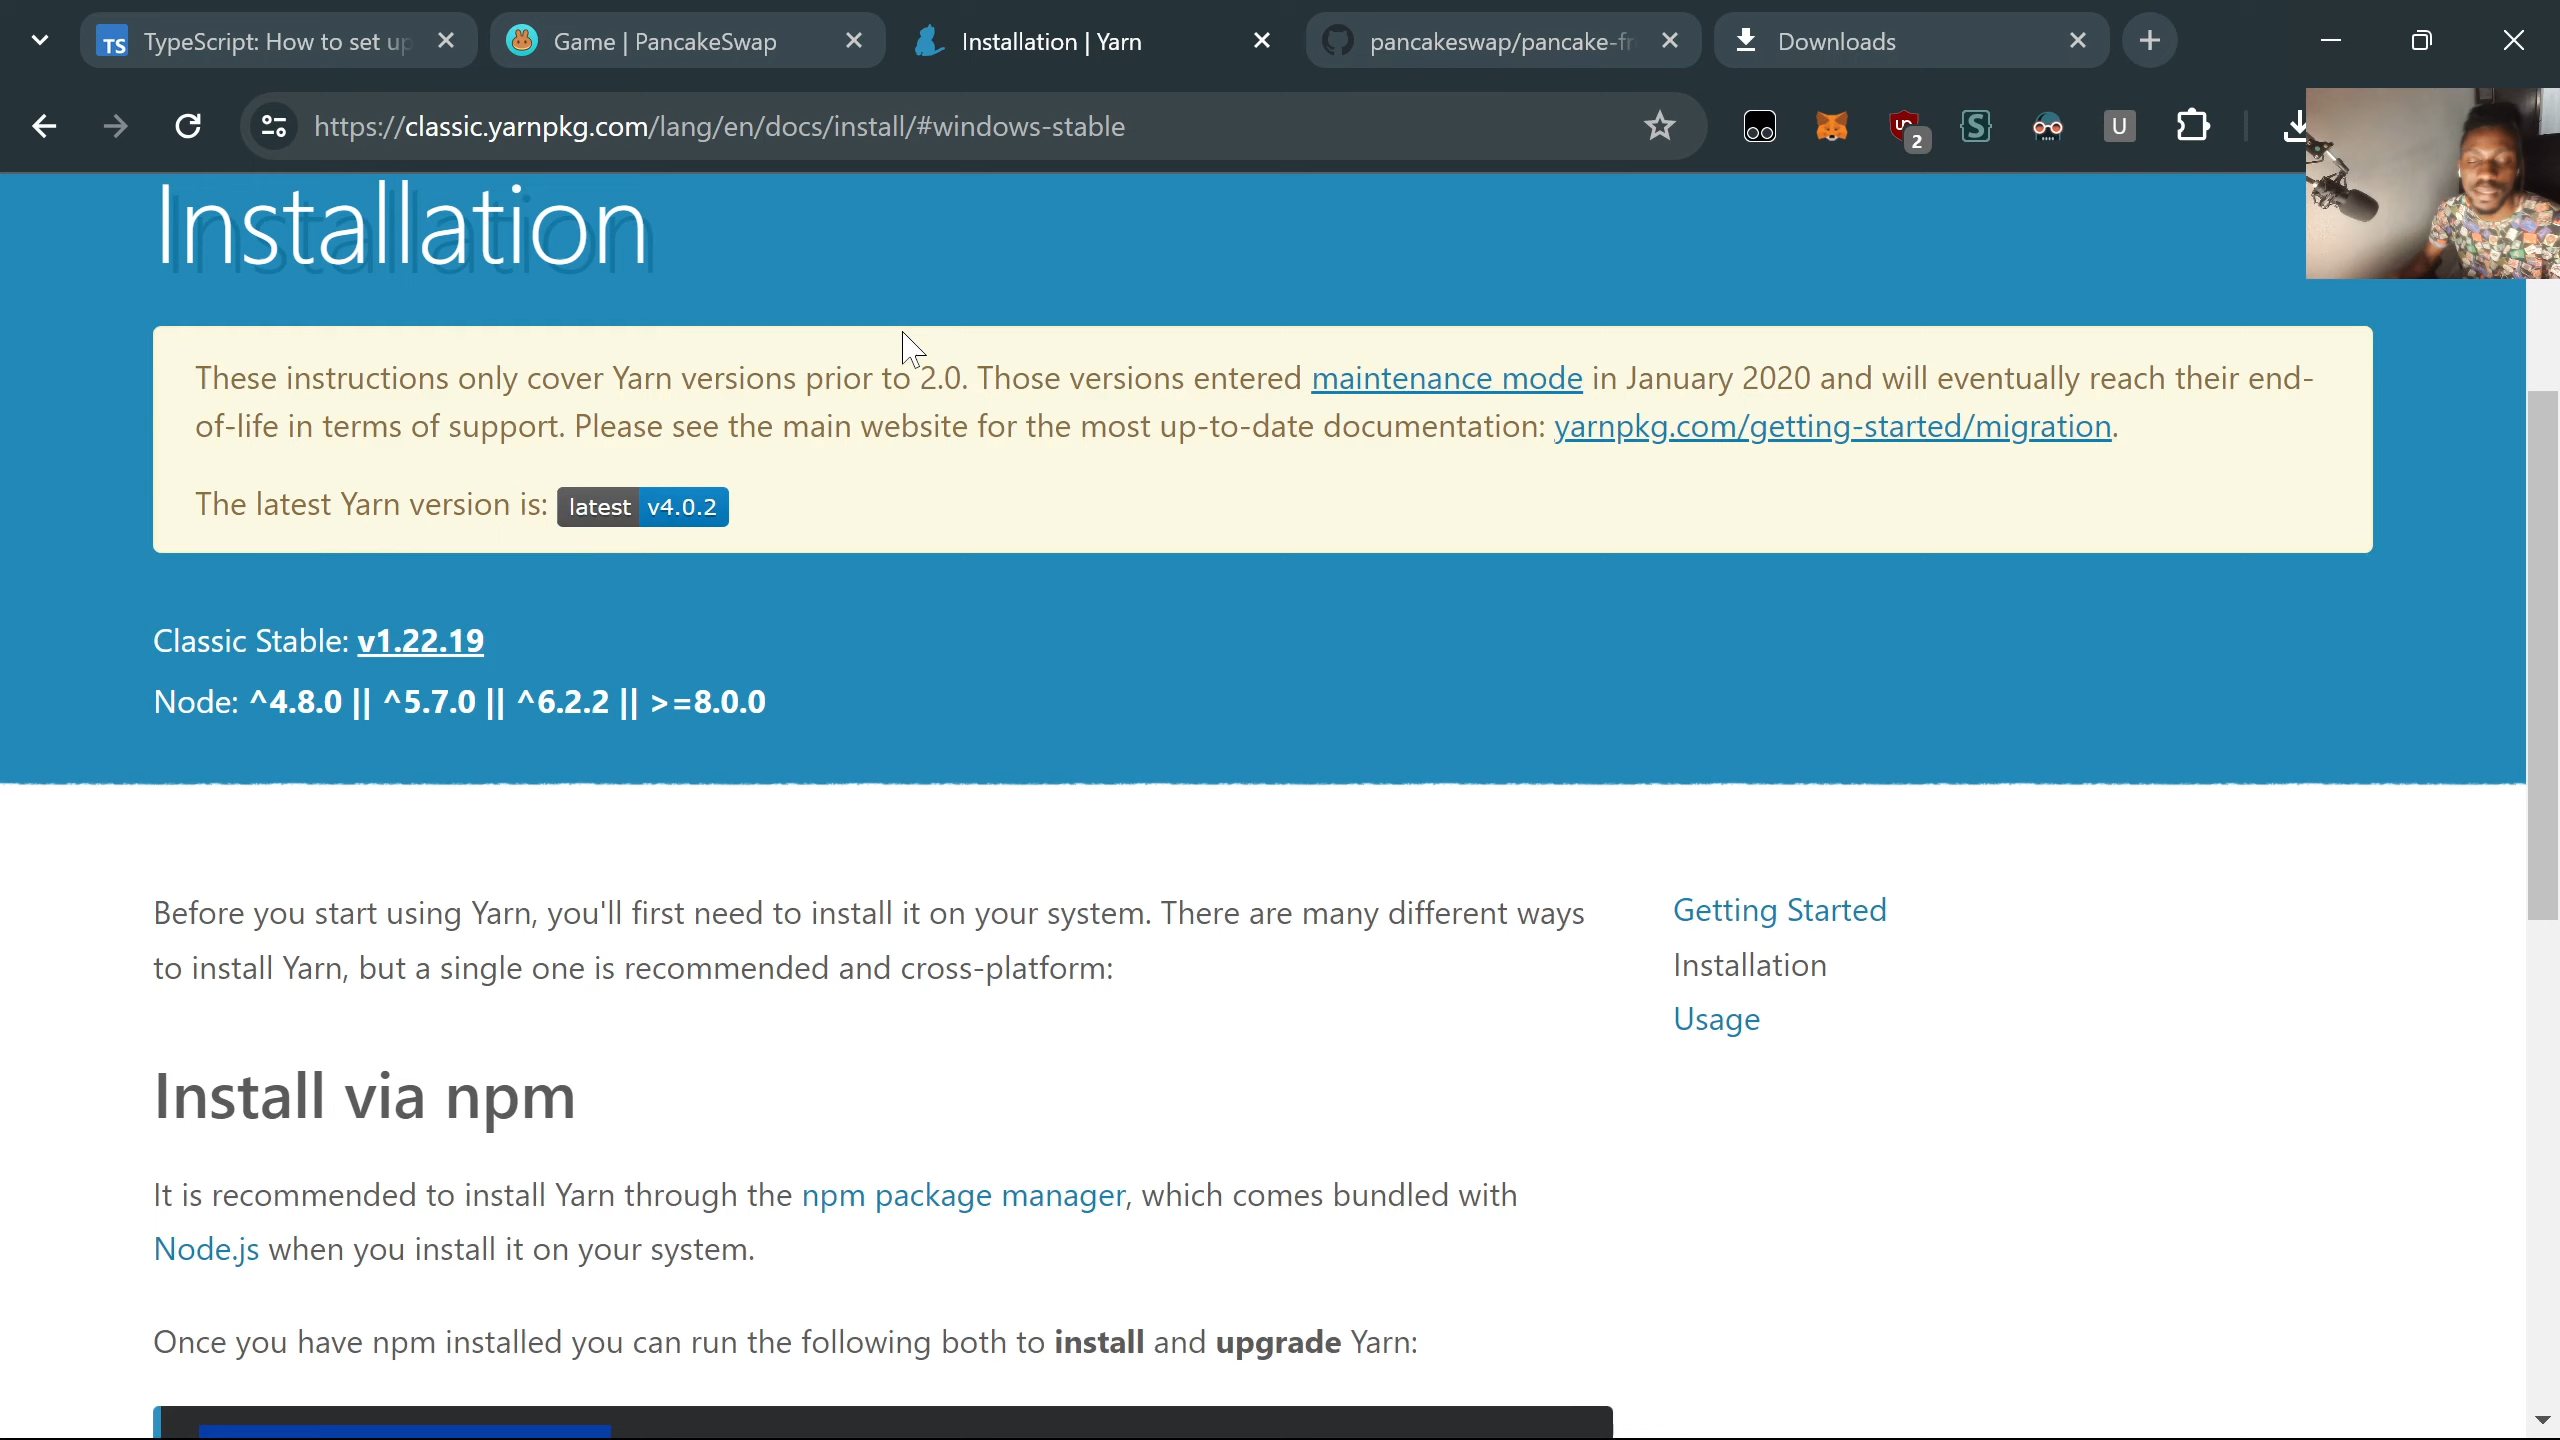 TS TypeScript: How to set up
Game | PancakeSwap
Installation | Yarn
pancakeswap/pancake-fr
Downloads
https://classic.yarnpkg.com/lang/en/docs/install/#windows-stable
2
S
U
Installation
These instructions only cover Yarn versions prior to 2.0. Those versions entered maintenance mode in January 2020 and will eventually reach their end-
of-life in terms of support. Please see the main website for the most up-to-date documentation: yarnpkg.com/getting-started/migration.
The latest Yarn version is: latest v4.0.2
Classic Stable: v1.22.19
Node: ^4.8.0 || ^5.7.0 || ^6.2.2 || >=8.0.0
Before you start using Yarn, you'll first need to install it on your system. There are many different ways
to install Yarn, but a single one is recommended and cross-platform:
Getting Started
Installation
Usage
Install via npm
It is recommended to install Yarn through the npm package manager, which comes bundled with
Node.js when you install it on your system.
Once you have npm installed you can run the following both to install and upgrade Yarn: